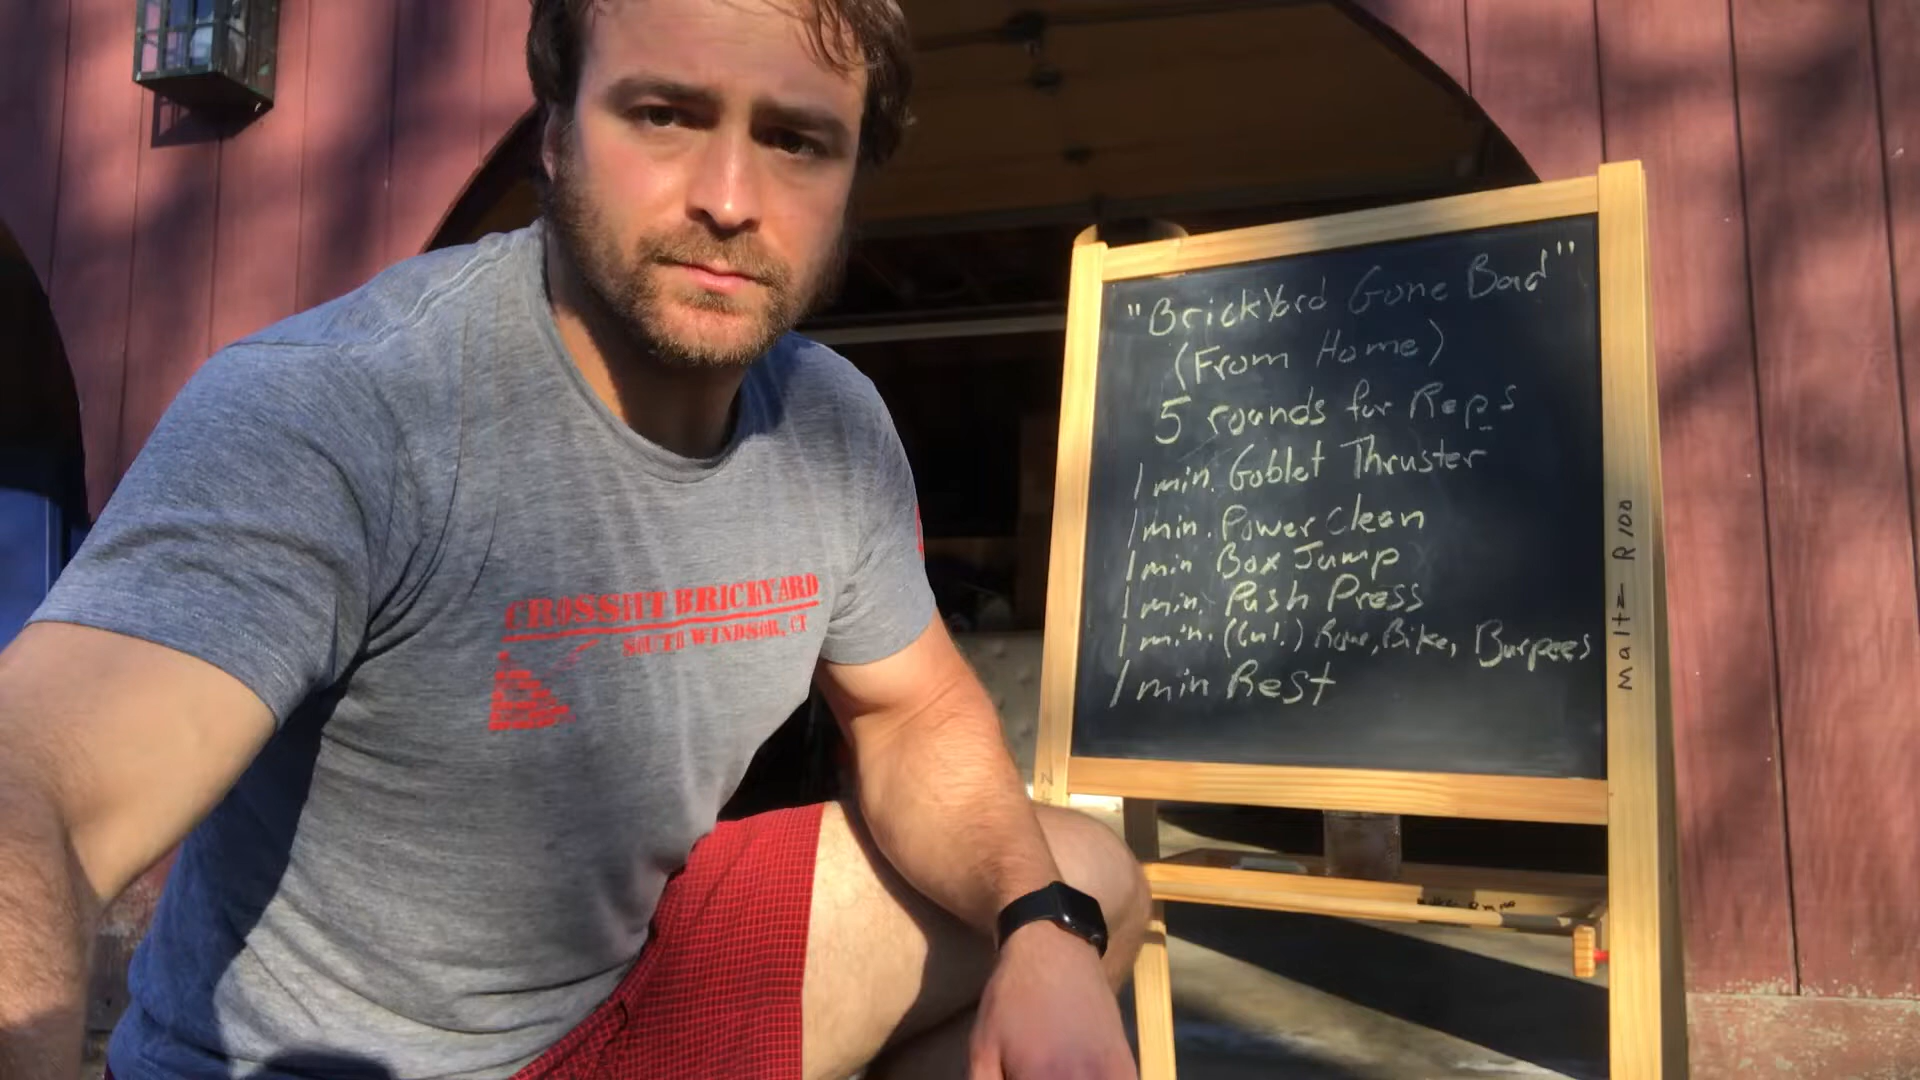 CROSSFIT BRICKYARD
SOUTH WINDSOR, CT
"BrickYard Gone Bad"
(From Home)
5 rounds for Reps
1 min. Goblet Thruster
1 min. Power Clean
1 min Box Jump
1 min. Push Press
1 min. (Cal.) Row, Bike, Burpees
1 min Rest
malt-z R100